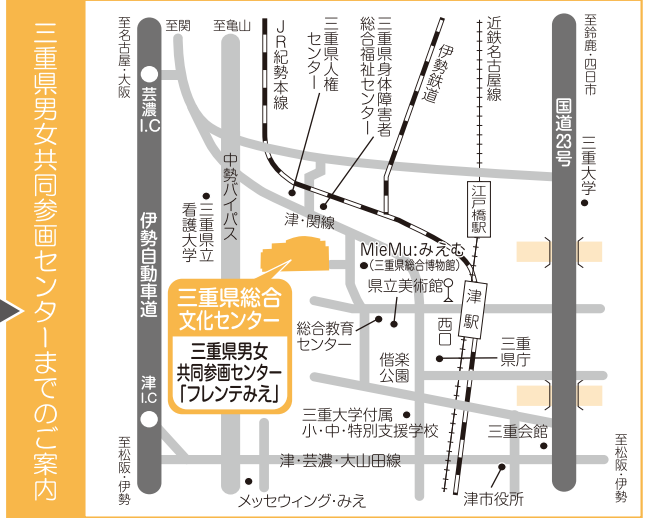 三重県男女共同参画センターまでのご案内
至名古屋・大阪
至関
至亀山
JR紀勢本線
三重県人権
センター
三重県身体障害者
総合福祉センター
伊勢鉄道
近鉄名古屋線
至鈴鹿・四日市
芸濃
I.C
国道23号
三重大学
中勢バイパス
三重県立
看護大学
津・関線
江戸橋駅
伊勢自動車道
MieMu:みえむ
(三重県総合博物館)
県立美術館
津駅
西口
三重県総合
文化センター
三重県男女
共同参画センター
「フレンテみえ」
総合教育
センター
偕楽
公園
三重
県庁
津
I.C
三重大学付属
小・中・特別支援学校
三重会館
至松阪・伊勢
津・芸濃・大山田線
至松阪・伊勢
メッセウィング・みえ
津市役所